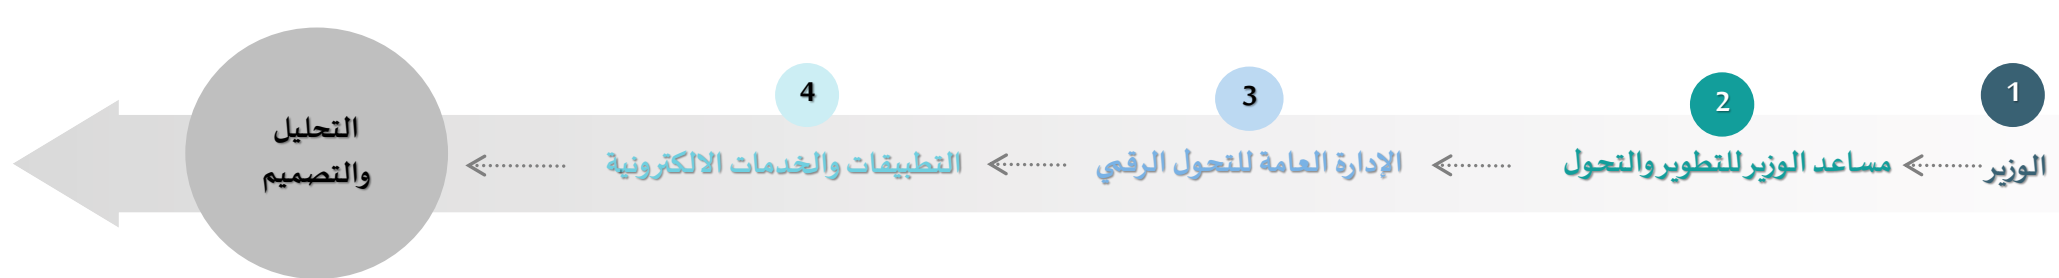 1
الوزير
2
مساعد الوزير للتطوير والتحول
3
الإدارة العامة للتحول الرقمي
4
التطبيقات والخدمات الالكترونية
التحليل
والتصميم